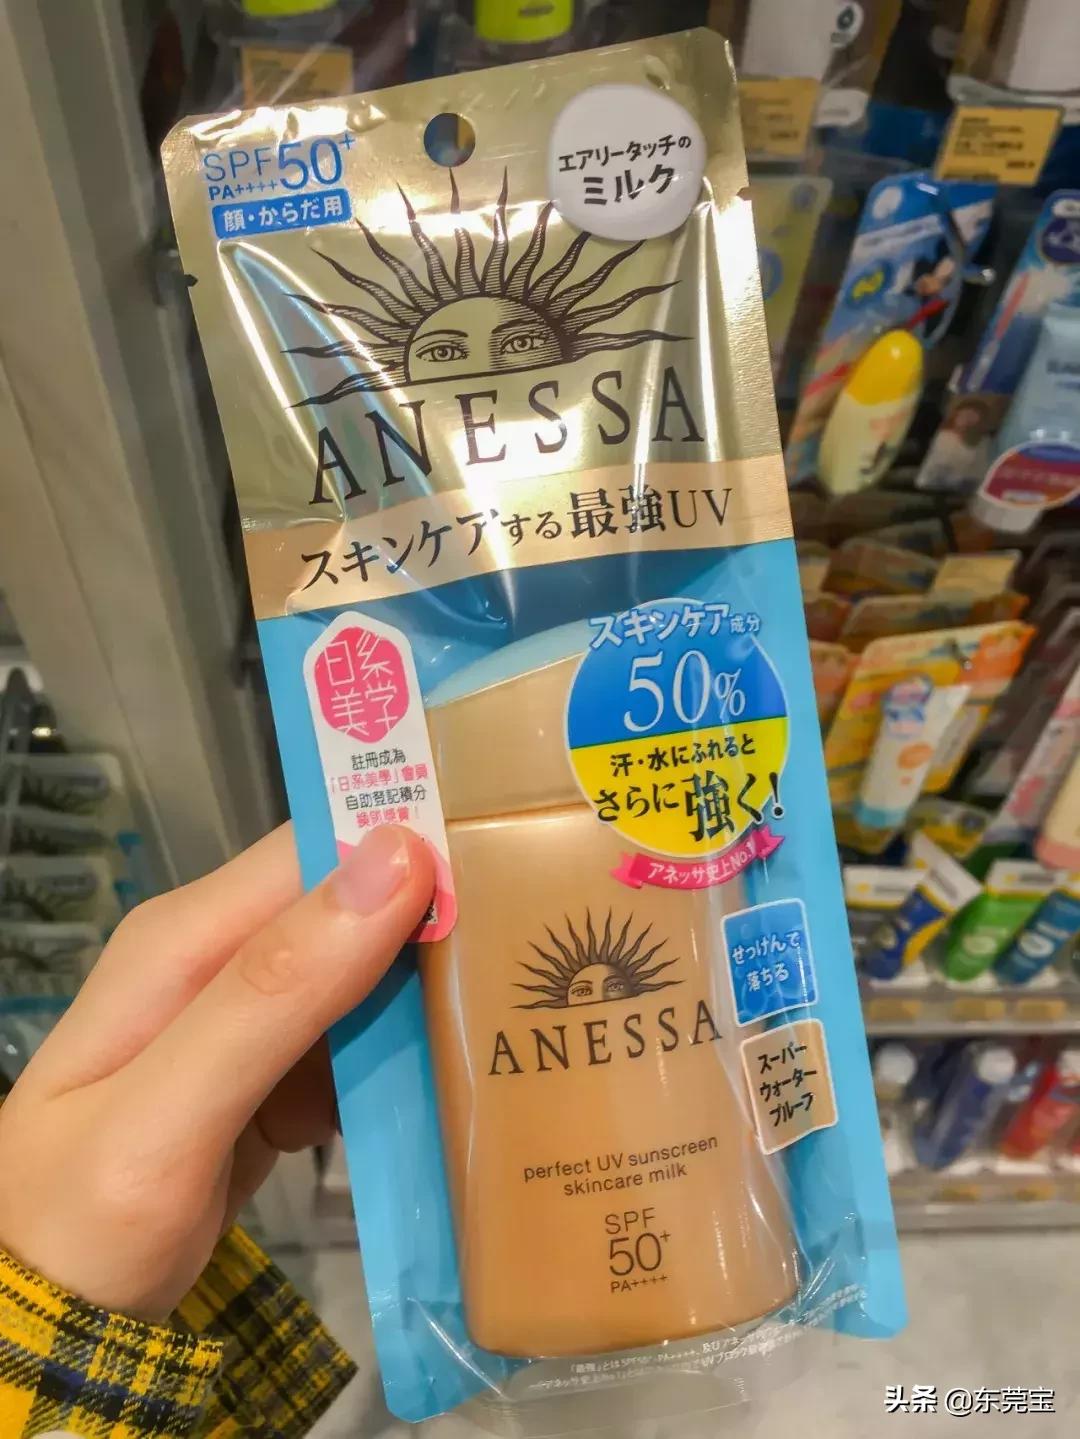 SPF50+
PA++++
顔・からだ用
エアリータッチの
ミルク
ANESSA
スキンケアする最強UV
日系
美学
註冊成為
「日系美學」會員
自助登記積分
スキンケア成分
50%
汗・水にふれると
さらに強く!
アネッサ史上No.1
せっけんで
落ちる
スーパー
ウォーター
プルーフ
ANESSA
perfect UV sunscreen
skincare milk
SPF
50+
PA++++
头条 @东莞宝